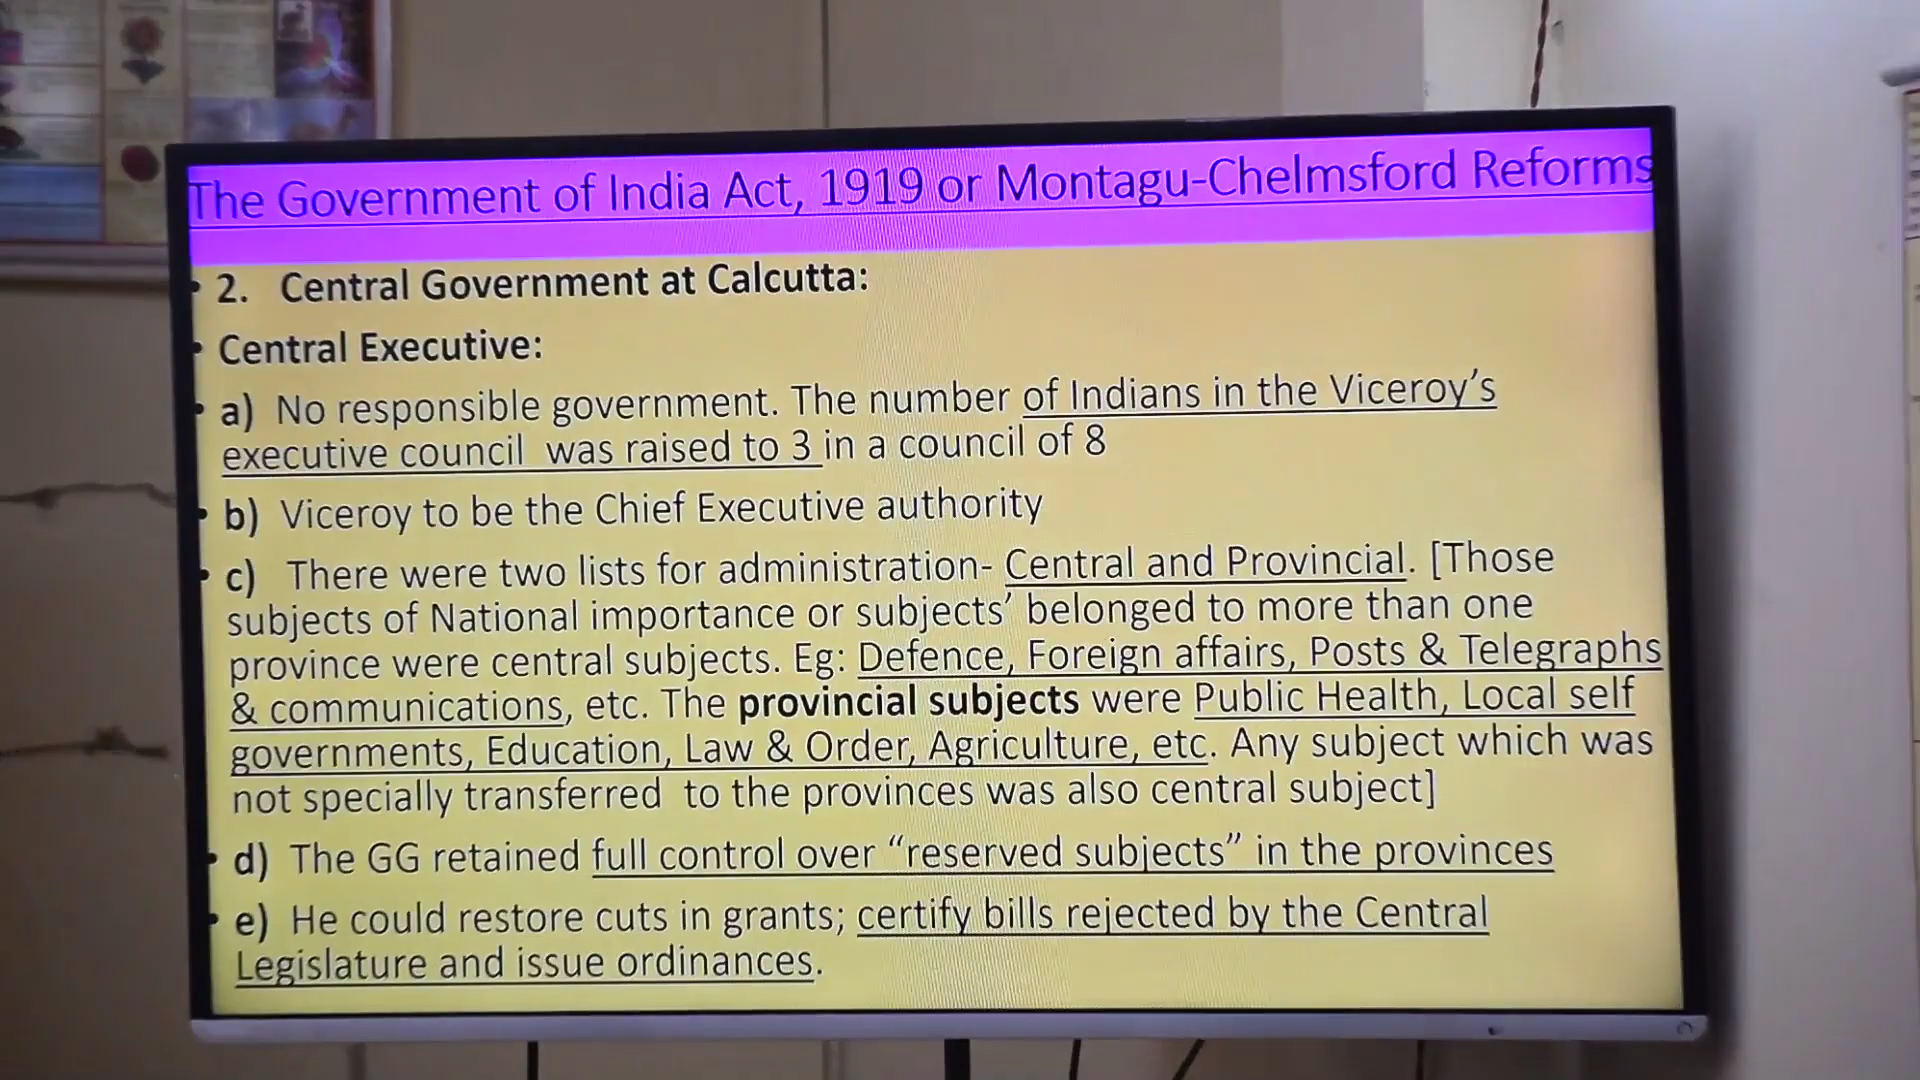 The Government of India Act, 1919 or Montagu-Chelmsford Reforms
• 2. Central Government at Calcutta:
• Central Executive:
• a) No responsible government. The number of Indians in the Viceroy's
executive council was raised to 3 in a council of 8
• b) Viceroy to be the Chief Executive authority
• c) There were two lists for administration- Central and Provincial. [Those
subjects of National importance or subjects' belonged to more than one
province were central subjects. Eg: Defence, Foreign affairs, Posts & Telegraphs
& communications, etc. The provincial subjects were Public Health, Local self
governments, Education, Law & Order, Agriculture, etc. Any subject which was
not specially transferred to the provinces was also central subject]
• d) The GG retained full control over “reserved subjects” in the provinces
• e) He could restore cuts in grants; certify bills rejected by the Central
Legislature and issue ordinances.